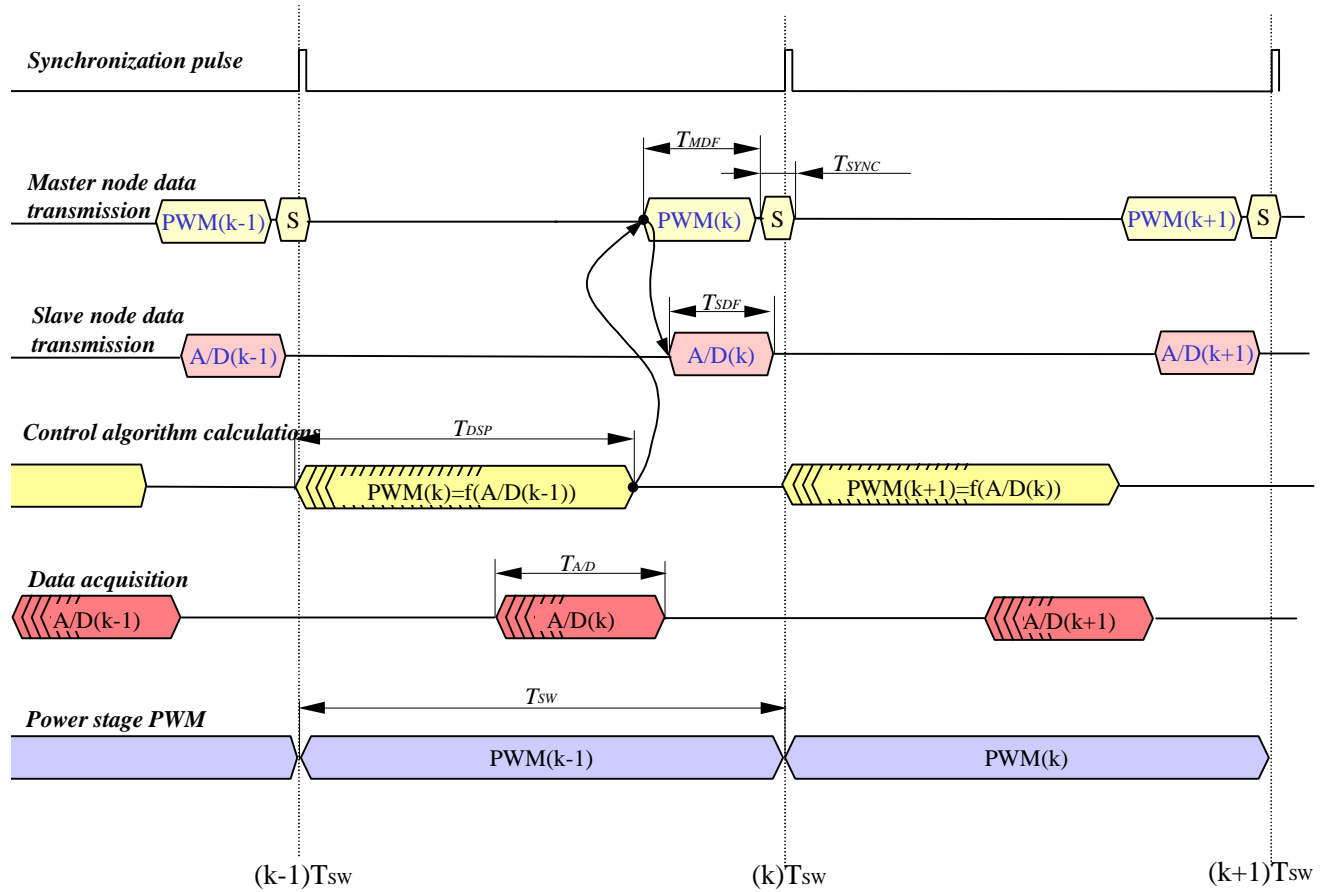 Synchronization pulse
TMDF
TSYNC
Master node data
transmission
PWM(k-1)
S
PWM(k)
S
PWM(k+1)
S
TSDF
Slave node data
transmission
A/D(k-1)
A/D(k)
A/D(k+1)
Control algorithm calculations
TDSP
PWM(k)=f(A/D(k-1))
PWM(k+1)=f(A/D(k))
TA/D
Data acquisition
A/D(k-1)
A/D(k)
A/D(k+1)
TSW
Power stage PWM
PWM(k-1)
PWM(k)
(k-1)TSW
(k)TSW
(k+1)TSW